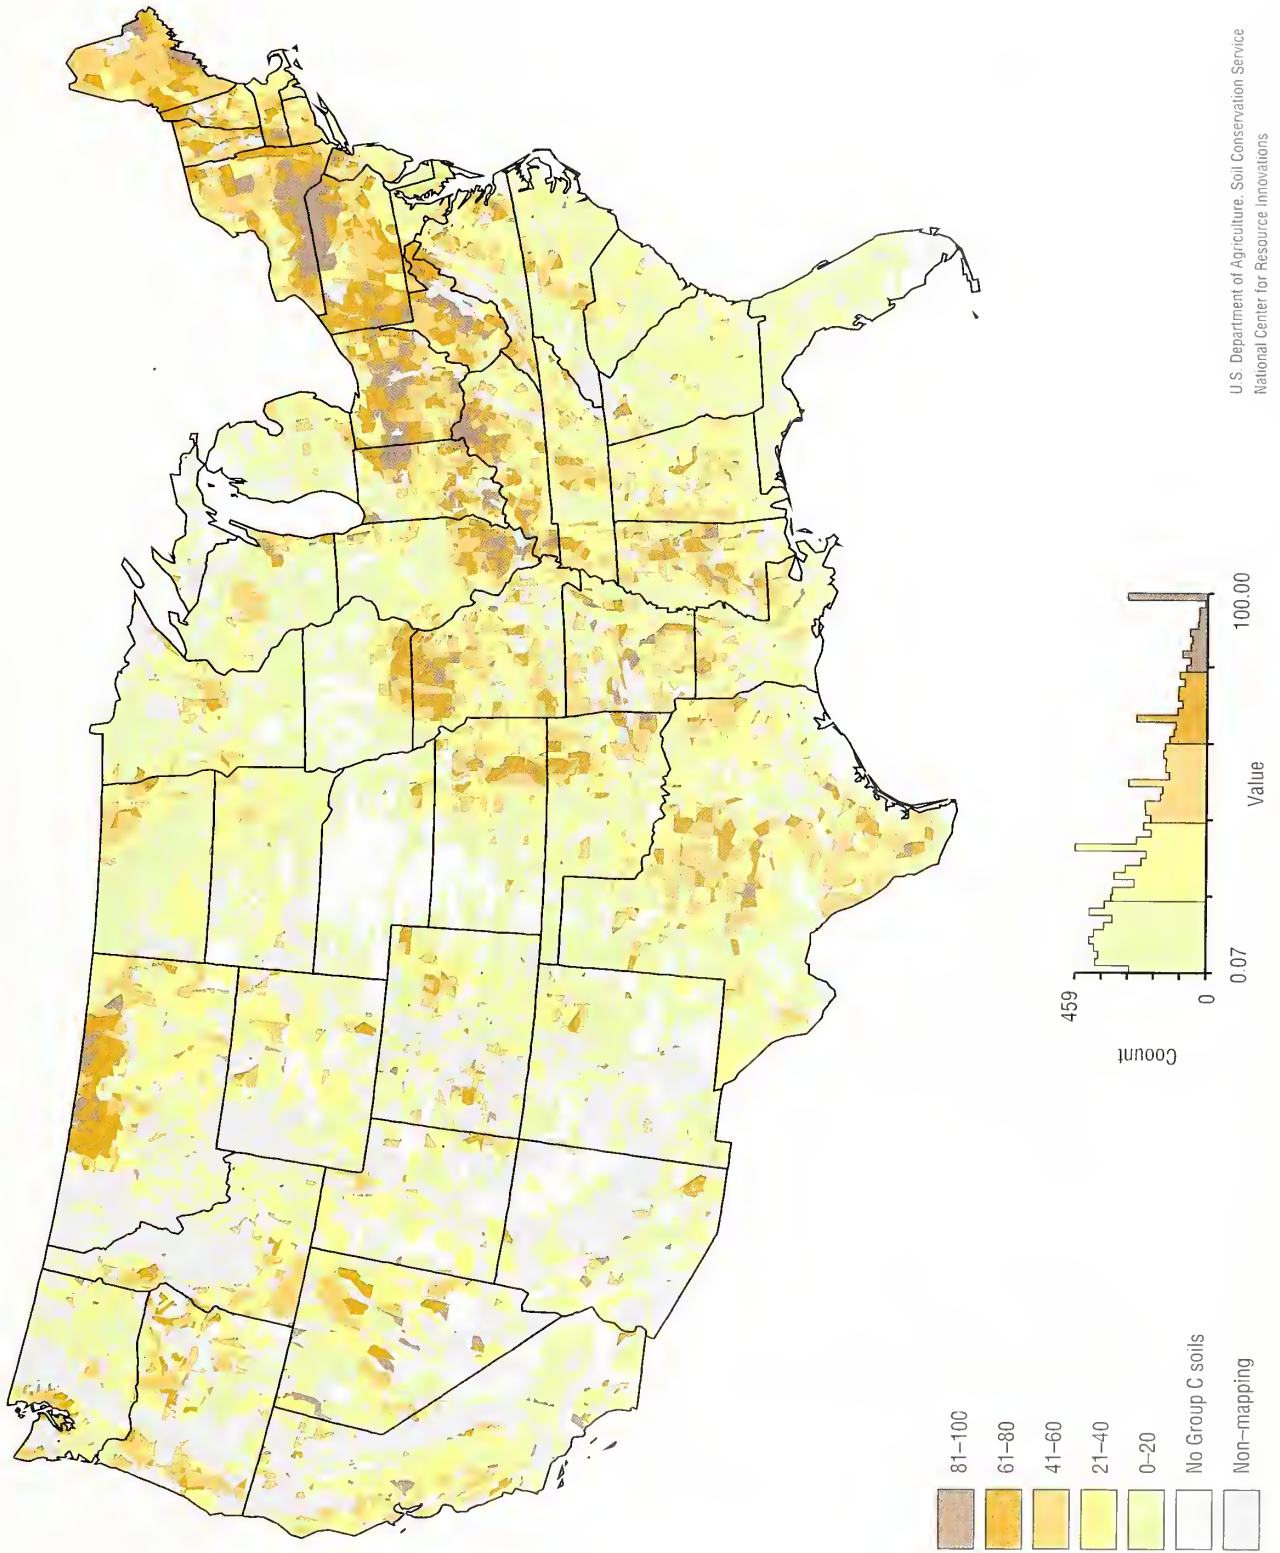 81–100
61–80
41–60
21–40
0–20
No Group C soils
Non–mapping
Coount
459
0
0.07
100.00
Value
U.S. Department of Agriculture. Soil Conservation Service
National Center for Resource Innovations